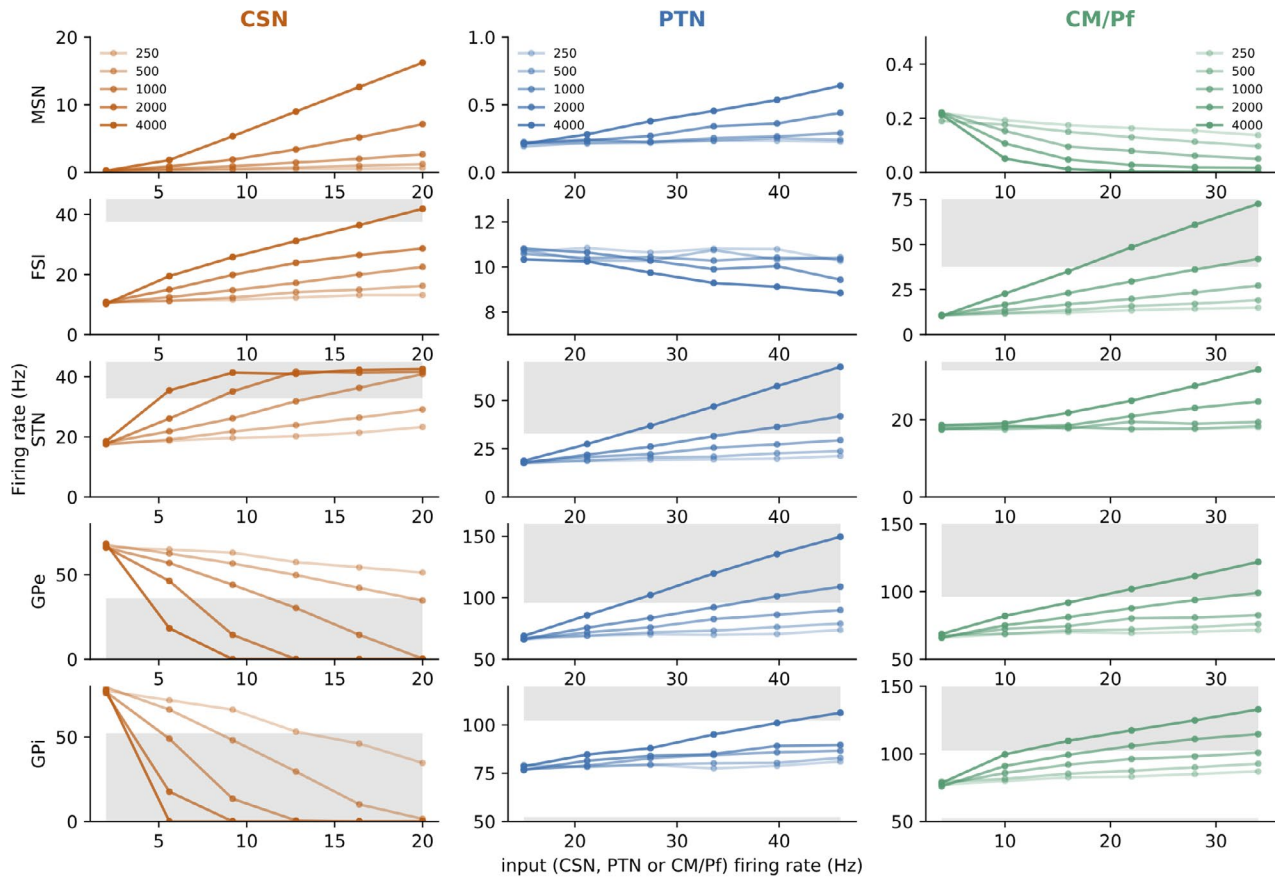 CSN PTN CM/Pf
MSN
20
10
0
5 10 15 20
250
500
1000
2000
4000
1.0
0.5
0.0
20 30 40
250
500
1000
2000
4000
0.4
0.2
0.0
10 20 30
250
500
1000
2000
4000
FSI
40
20
0
5 10 15 20
12
10
8
20 30 40
75
50
25
0
10 20 30
Firing rate (Hz)
STN
40
20
0
5 10 15 20
50
25
0
20 30 40
20
0
10 20 30
GPe
50
0
5 10 15 20
150
100
50
20 30 40
150
100
50
10 20 30
GPi
50
0
5 10 15 20
100
75
50
20 30 40
150
100
50
10 20 30
input (CSN, PTN or CM/Pf) firing rate (Hz)